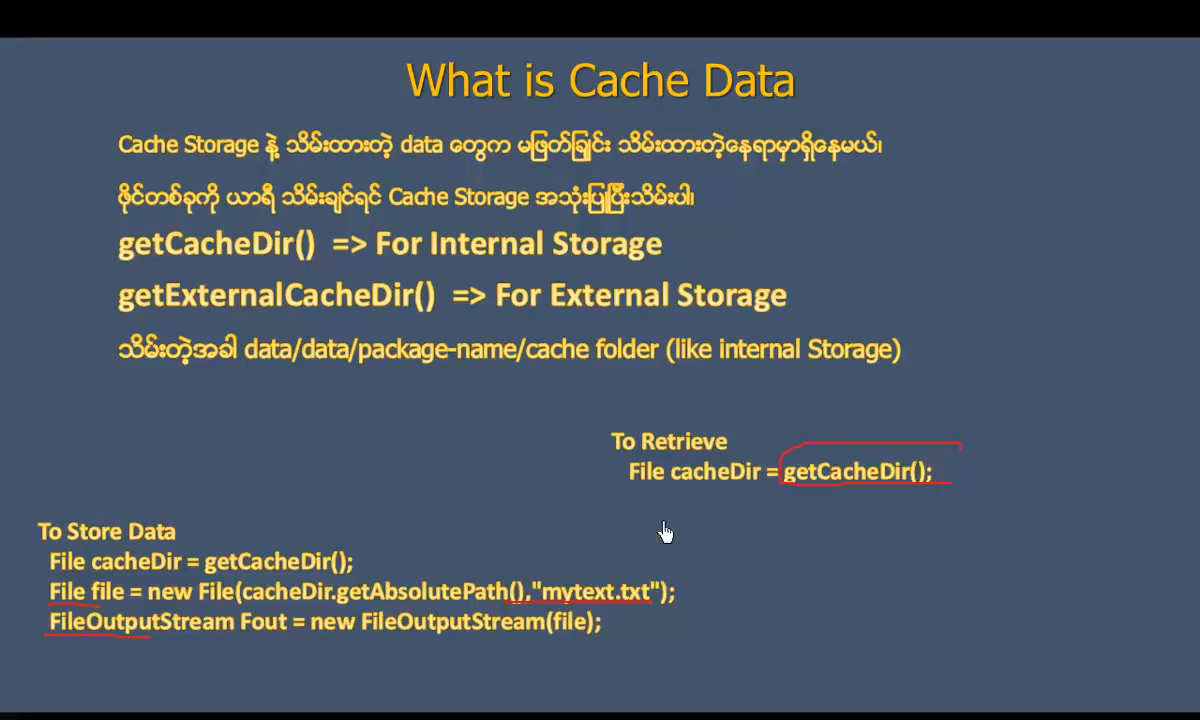 What is Cache Data
Cache Storage နဲ့ သိမ်းထားတဲ့ data တွေက မဖြတ်ခြင်း သိမ်းထားတဲ့နေရာမှာရှိနေမယ်၊
ဖိုင်တစ်ခုကို ယာရီ သိမ်းချင်ရင် Cache Storage အသုံးပြုပြီးသိမ်းပါ၊
getCacheDir() => For Internal Storage
getExternalCacheDir() => For External Storage
သိမ်းတဲ့အခါ data/data/package-name/cache folder (like internal Storage)
To Retrieve
File cacheDir = getCacheDir();
To Store Data
File cacheDir = getCacheDir();
File file = new File(cacheDir.getAbsolutePath(),"mytext.txt");
FileOutputStream Fout = new FileOutputStream(file);